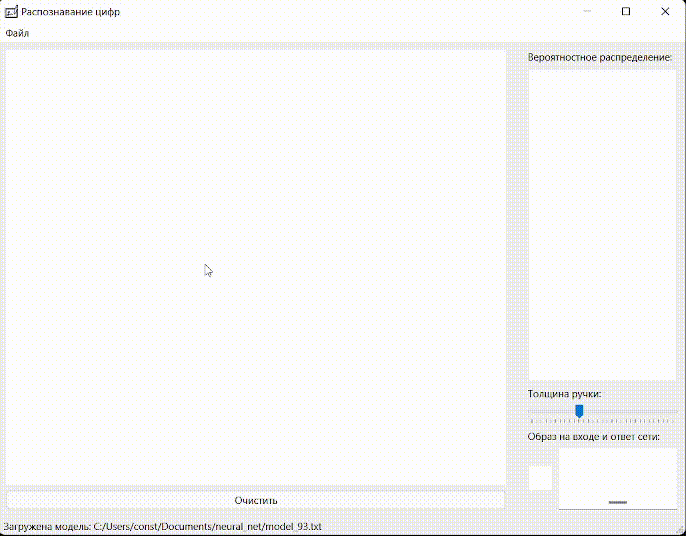 Распознавание цифр
Файл
Вероятностное распределение:
Толщина ручки:
Образ на входе и ответ сети:
Очистить
Загружена модель: C:/Users/const/Documents/neural_net/model_93.txt